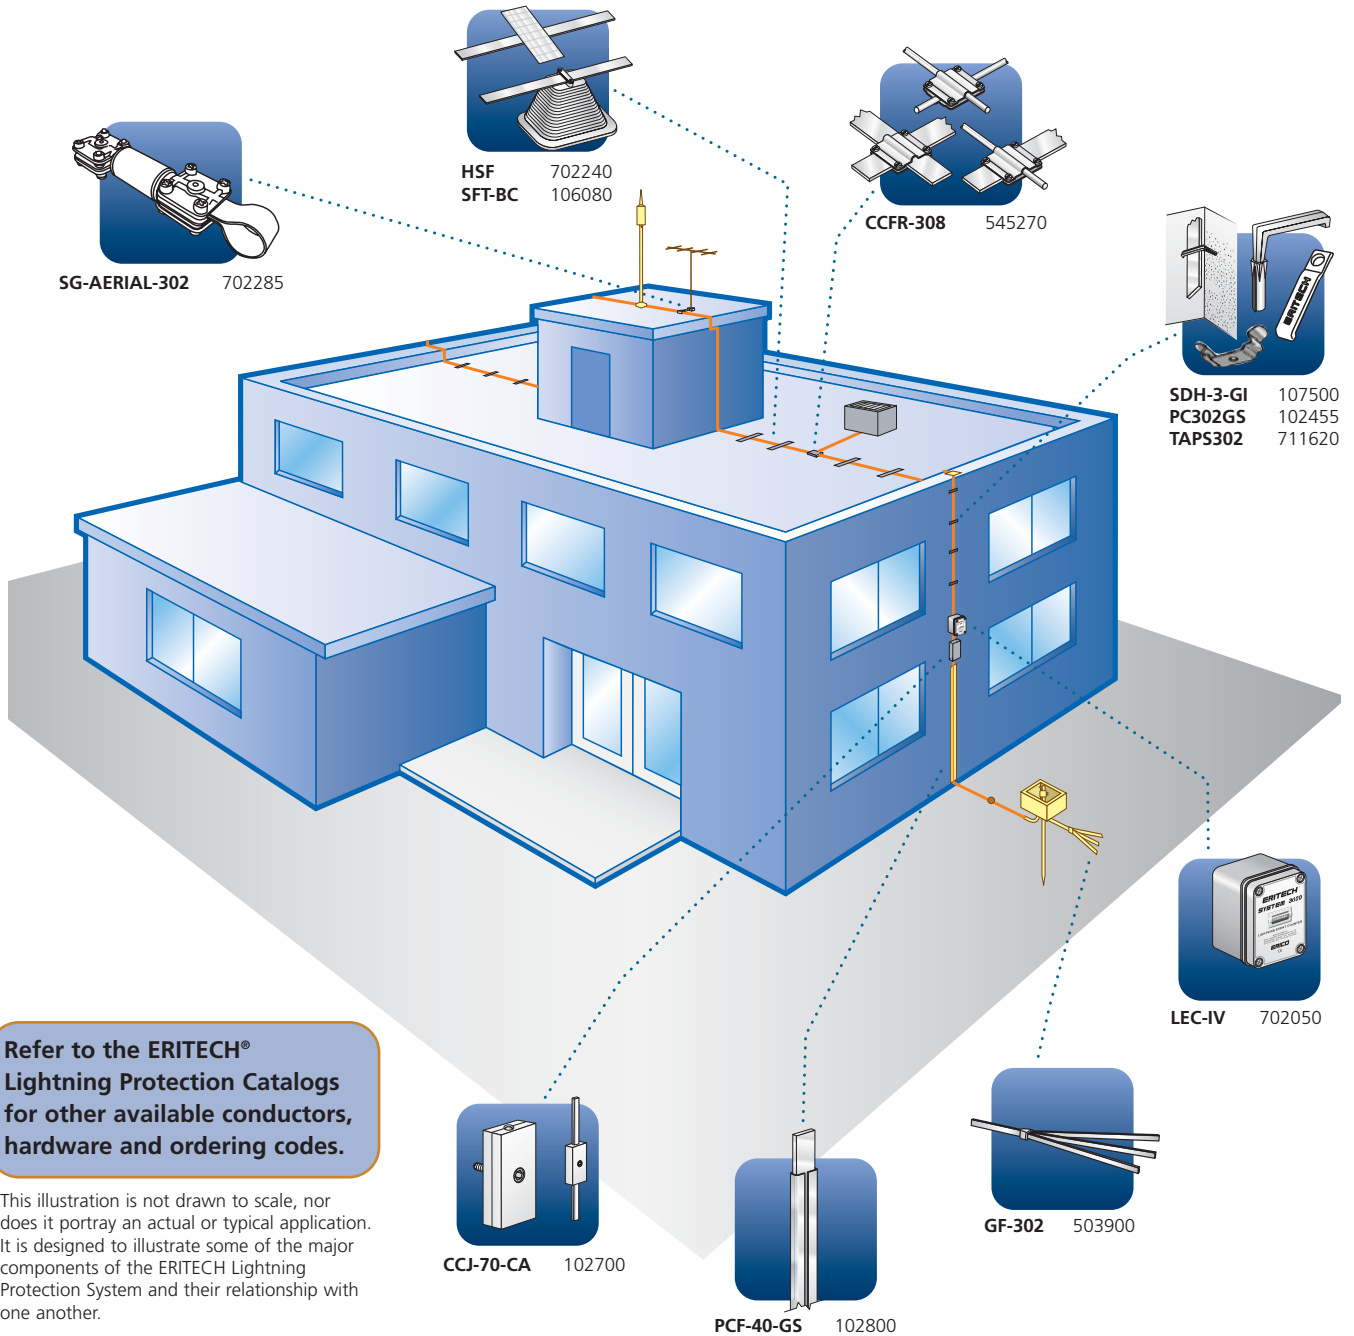 HSF 702240
SFT-BC 106080
CCFR-308 545270
SG-AERIAL-302 702285
ERITECH
SDH-3-GI 107500
PC302GS 102455
TAPS302 711620
ERITECH
SYSTEM 3000
LIGHTNING EVENT COUNTER
ERICO
LEC-IV 702050
Refer to the ERITECH®
Lightning Protection Catalogs
for other available conductors,
hardware and ordering codes.
This illustration is not drawn to scale, nor
does it portray an actual or typical application.
It is designed to illustrate some of the major
components of the ERITECH Lightning
Protection System and their relationship with
one another.
CCJ-70-CA 102700
PCF-40-GS 102800
GF-302 503900